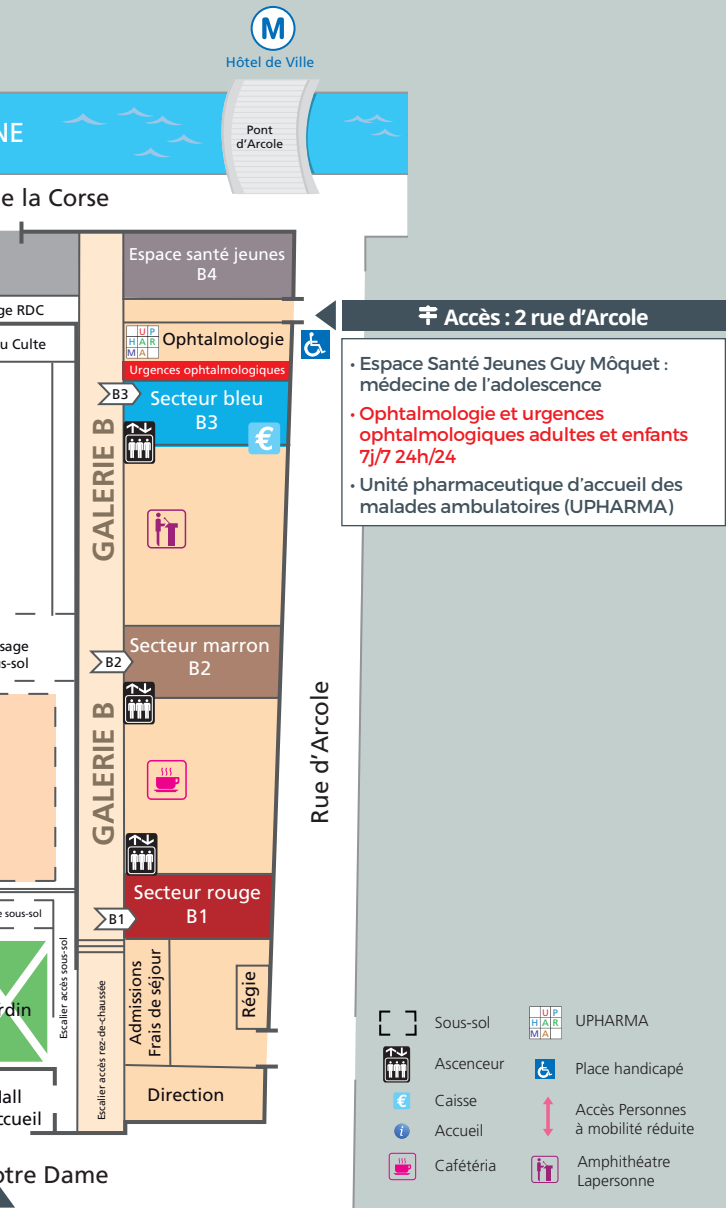 M
Hôtel de Ville
NE
Pont
d'Arcole
e la Corse
Espace santé jeunes
B4
ge RDC
u Culte
UP
HAR
MA
Ophtalmologie
Urgences ophtalmologiques
B3
Secteur bleu
B3
€
GALERIE B
Accès : 2 rue d'Arcole
• Espace Santé Jeunes Guy Môquet :
médecine de l'adolescence
• Ophtalmologie et urgences
ophtalmologiques adultes et enfants
7j/7 24h/24
• Unité pharmaceutique d'accueil des
malades ambulatoires (UPHARMA)
sage
s-sol
B2
Secteur marron
B2
GALERIE B
Rue d'Arcole
Secteur rouge
B1
B1
e sous-sol
Escalier accès sous-sol
rdin
Escalier accès rez-de-chaussée
Admissions
Frais de séjour
Régie
Direction
Hall
ccueil
otre Dame
Sous-sol
Ascenceur
€
Caisse
i
Accueil
Cafétéria
UP
HAR
MA
UPHARMA
Place handicapé
Accès Personnes
à mobilité réduite
Amphithéatre
Lapersonne